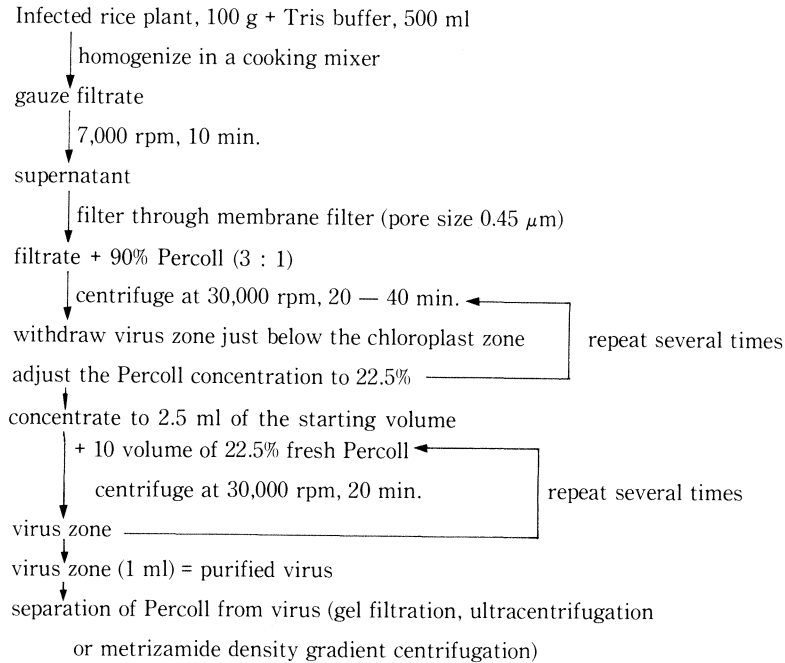 Infected rice plant, 100 g + Tris buffer, 500 ml
homogenize in a cooking mixer
gauze filtrate
7,000 rpm, 10 min.
supernatant
filter through membrane filter (pore size 0.45 μm)
filtrate + 90% Percoll (3 : 1)
centrifuge at 30,000 rpm, 20 — 40 min.
withdraw virus zone just below the chloroplast zone
repeat several times
adjust the Percoll concentration to 22.5%
concentrate to 2.5 ml of the starting volume
+ 10 volume of 22.5% fresh Percoll
centrifuge at 30,000 rpm, 20 min.
repeat several times
virus zone
virus zone (1 ml) = purified virus
separation of Percoll from virus (gel filtration, ultracentrifugation
or metrizamide density gradient centrifugation)